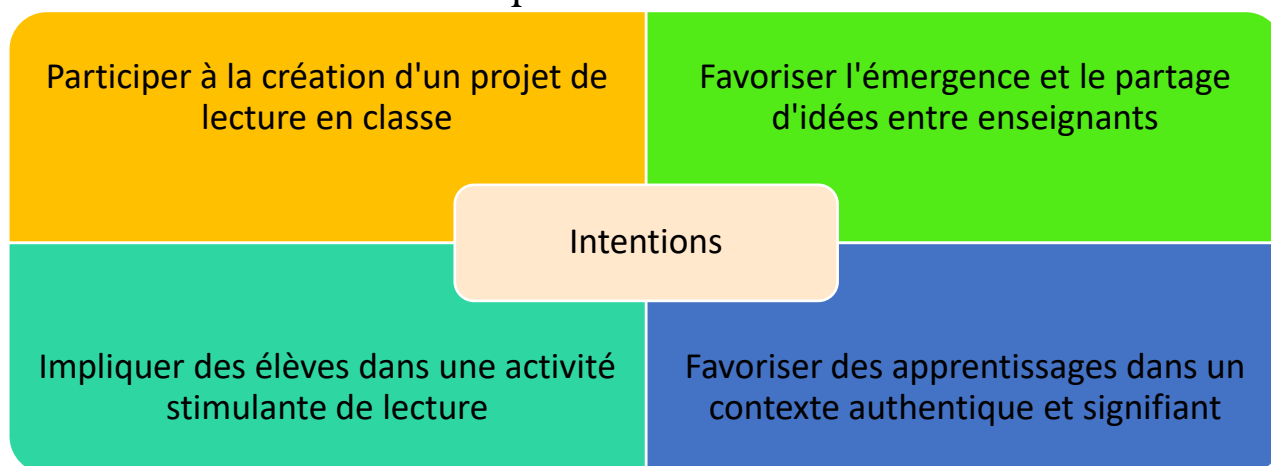 Participer à la création d'un projet de
lecture en classe
Favoriser l'émergence et le partage
d'idées entre enseignants
Intentions
Impliquer des élèves dans une activité
stimulante de lecture
Favoriser des apprentissages dans un
contexte authentique et signifiant